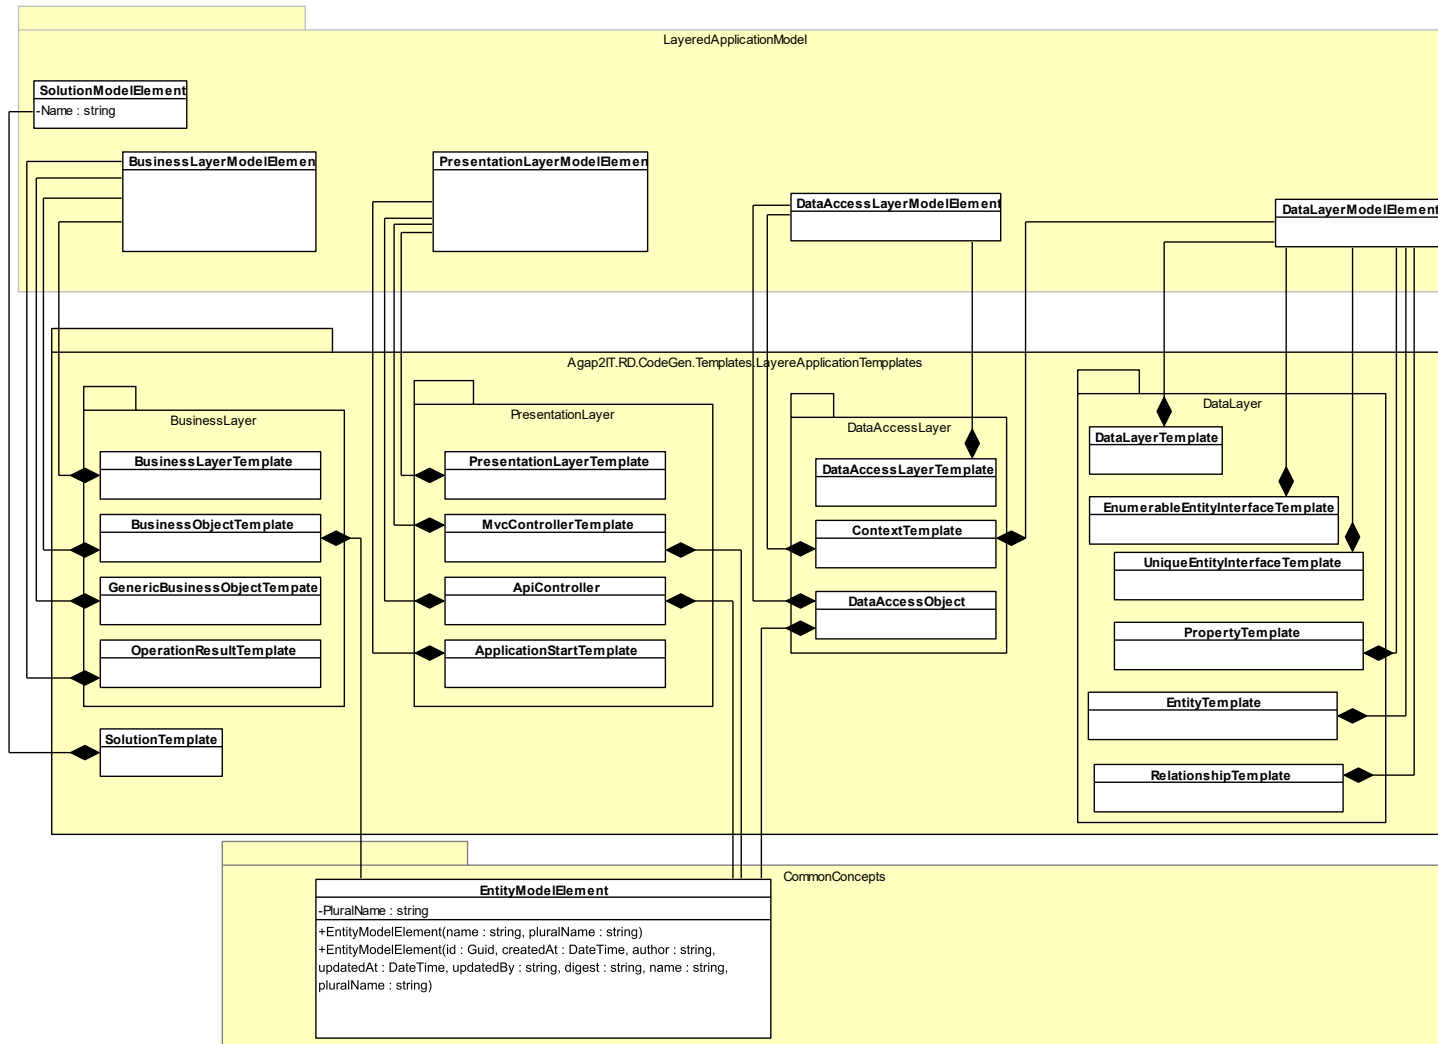 LayeredApplicationModel
SolutionModelElement
-Name : string
BusinessLayerModelElemen
PresentationLayerModelElemen
DataAccessLayerModelElement
DataLayerModelElement
Agap2IT.RD.CodeGen.Templates.LayereApplicationTempplates
BusinessLayer
BusinessLayerTemplate
BusinessObjectTemplate
GenericBusinessObjectTempate
OperationResultTemplate
SolutionTemplate
PresentationLayer
PresentationLayerTemplate
MvcControllerTemplate
ApiController
ApplicationStartTemplate
DataAccessLayer
DataAccessLayerTemplate
ContextTemplate
DataAccessObject
DataLayer
DataLayerTemplate
EnumerableEntityInterfaceTemplate
UniqueEntityInterfaceTemplate
PropertyTemplate
EntityTemplate
RelationshipTemplate
CommonConcepts
EntityModelElement
-PluralName : string
+EntityModelElement(name : string, pluralName : string)
+EntityModelElement(id : Guid, createdAt : DateTime, author : string,
updatedAt : DateTime, updatedBy : string, digest : string, name : string,
pluralName : string)